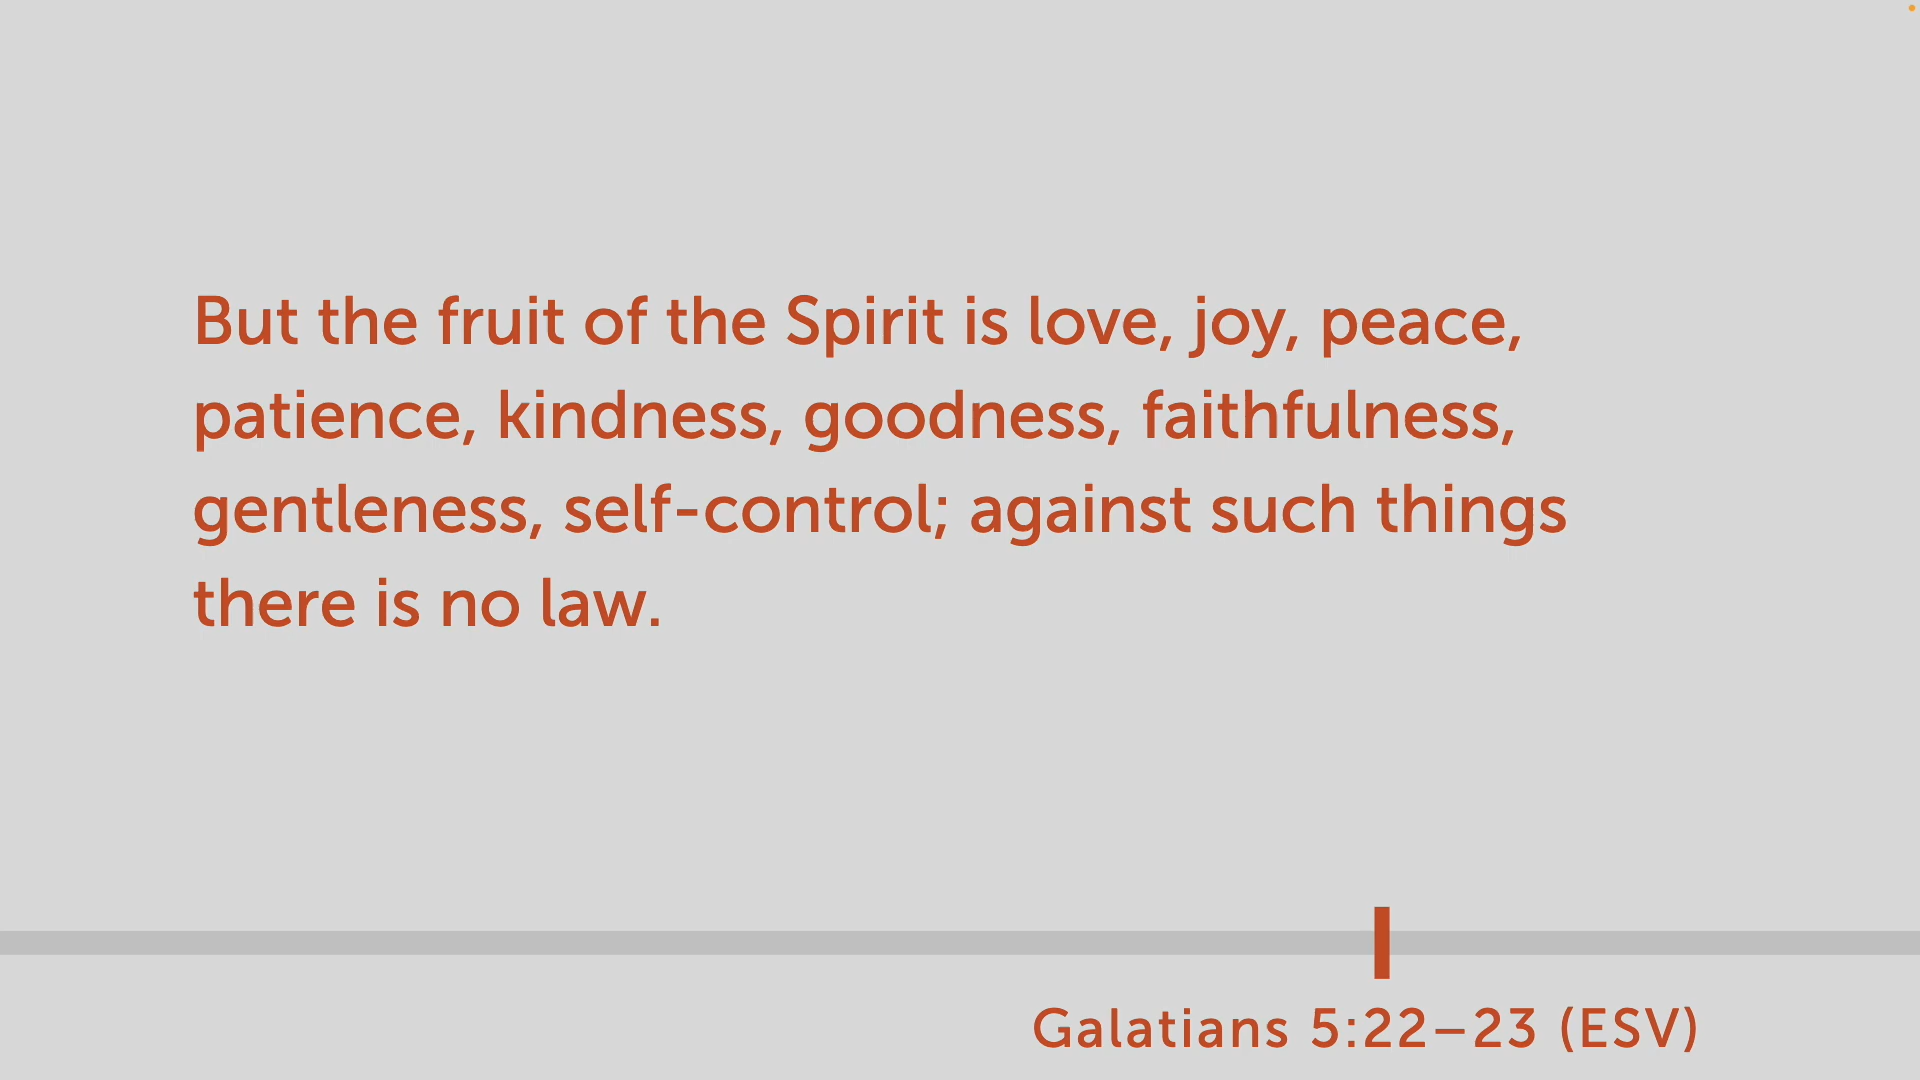 But the fruit of the Spirit is love, joy, peace,
patience, kindness, goodness, faithfulness,
gentleness, self-control; against such things
there is no law.
Galatians 5:22–23 (ESV)